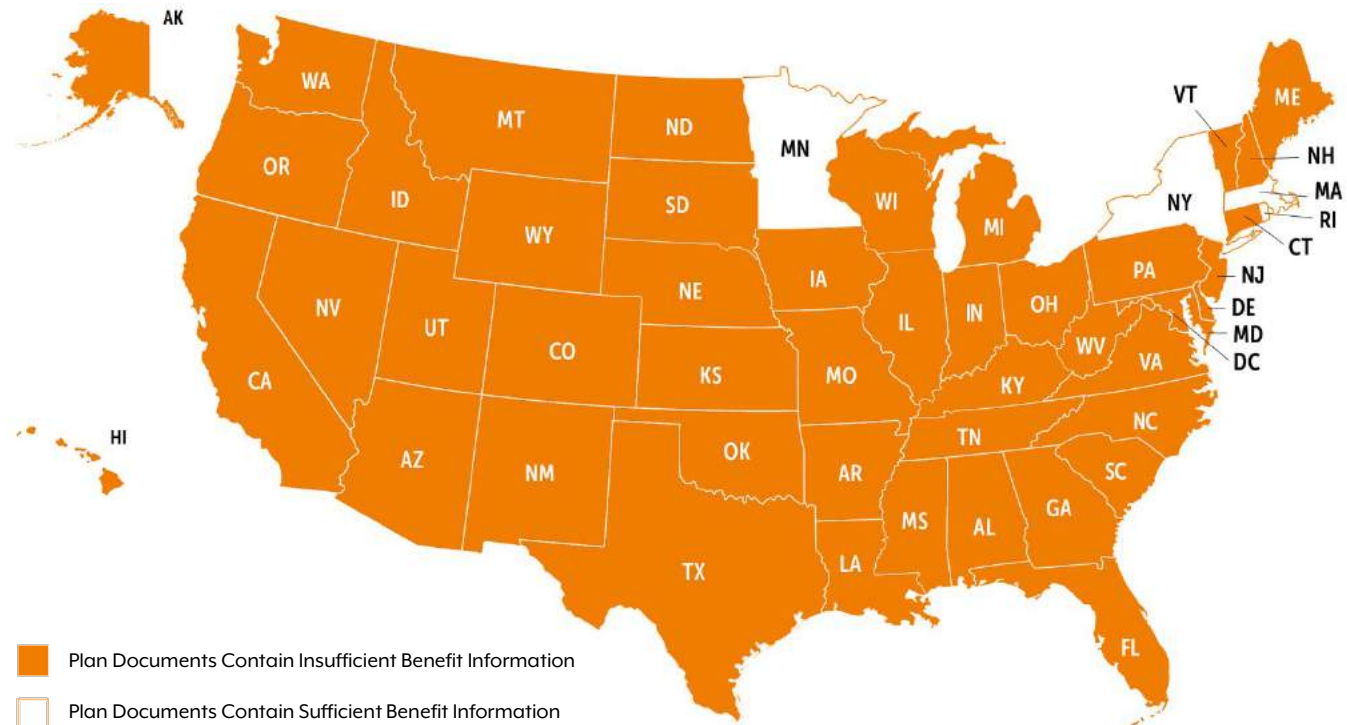 AK
WA
MT
ND
MN
VT
ME
OR
ID
SD
WI
NH
MA
NY
RI
WY
MI
CT
IA
PA
NJ
NE
NV
UT
IL
IN
OH
DE
CO
WV
MD
VA
DC
CA
KS
MO
KY
HI
NC
TN
AZ
NM
OK
AR
SC
MS
AL
GA
TX
LA
FL
Plan Documents Contain Insufficient Benefit Information
Plan Documents Contain Sufficient Benefit Information